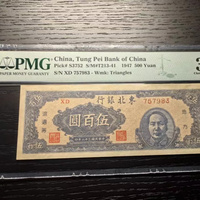 PMG
PAPER MONEY GUARANTY
China, Tung Pei Bank of China
Pick# S3752 S/M#T213-41 1947 500 Yuan
S/N XD 757983 - Wmk: Triangles
3
行銀北東
XD
757983
圓百伍